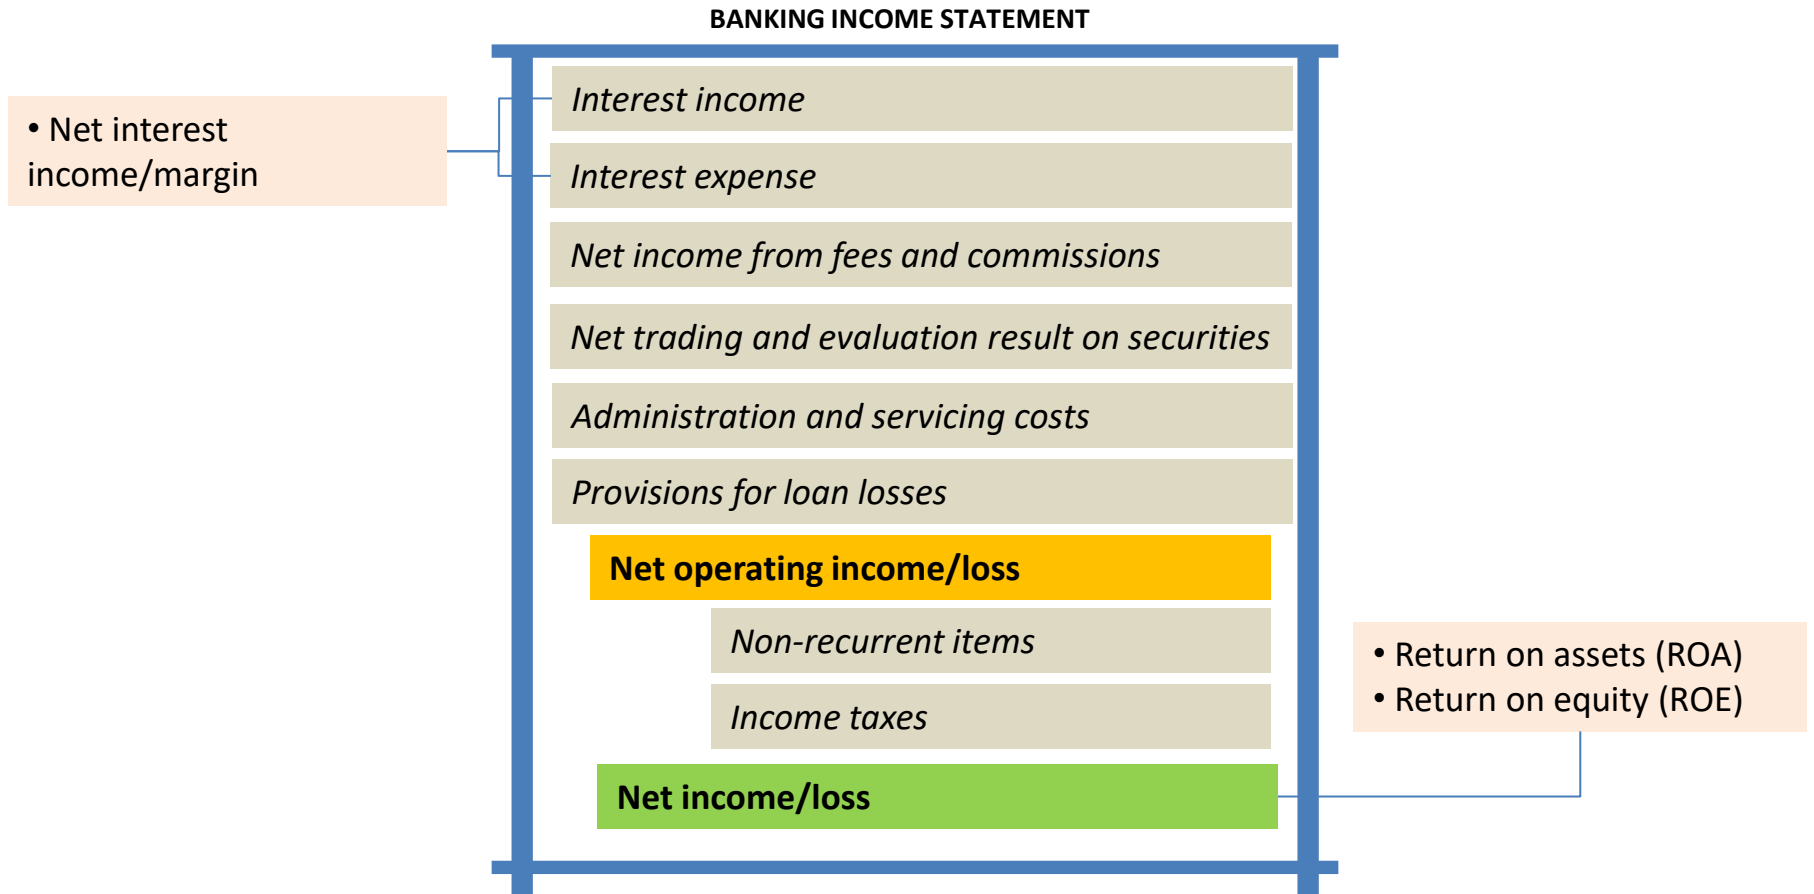 BANKING INCOME STATEMENT
Interest income
• Net interest
income/margin
Interest expense
Net income from fees and commissions
Net trading and evaluation result on securities
Administration and servicing costs
Provisions for loan losses
Net operating income/loss
Non-recurrent items
Income taxes
• Return on assets (ROA)
• Return on equity (ROE)
Net income/loss